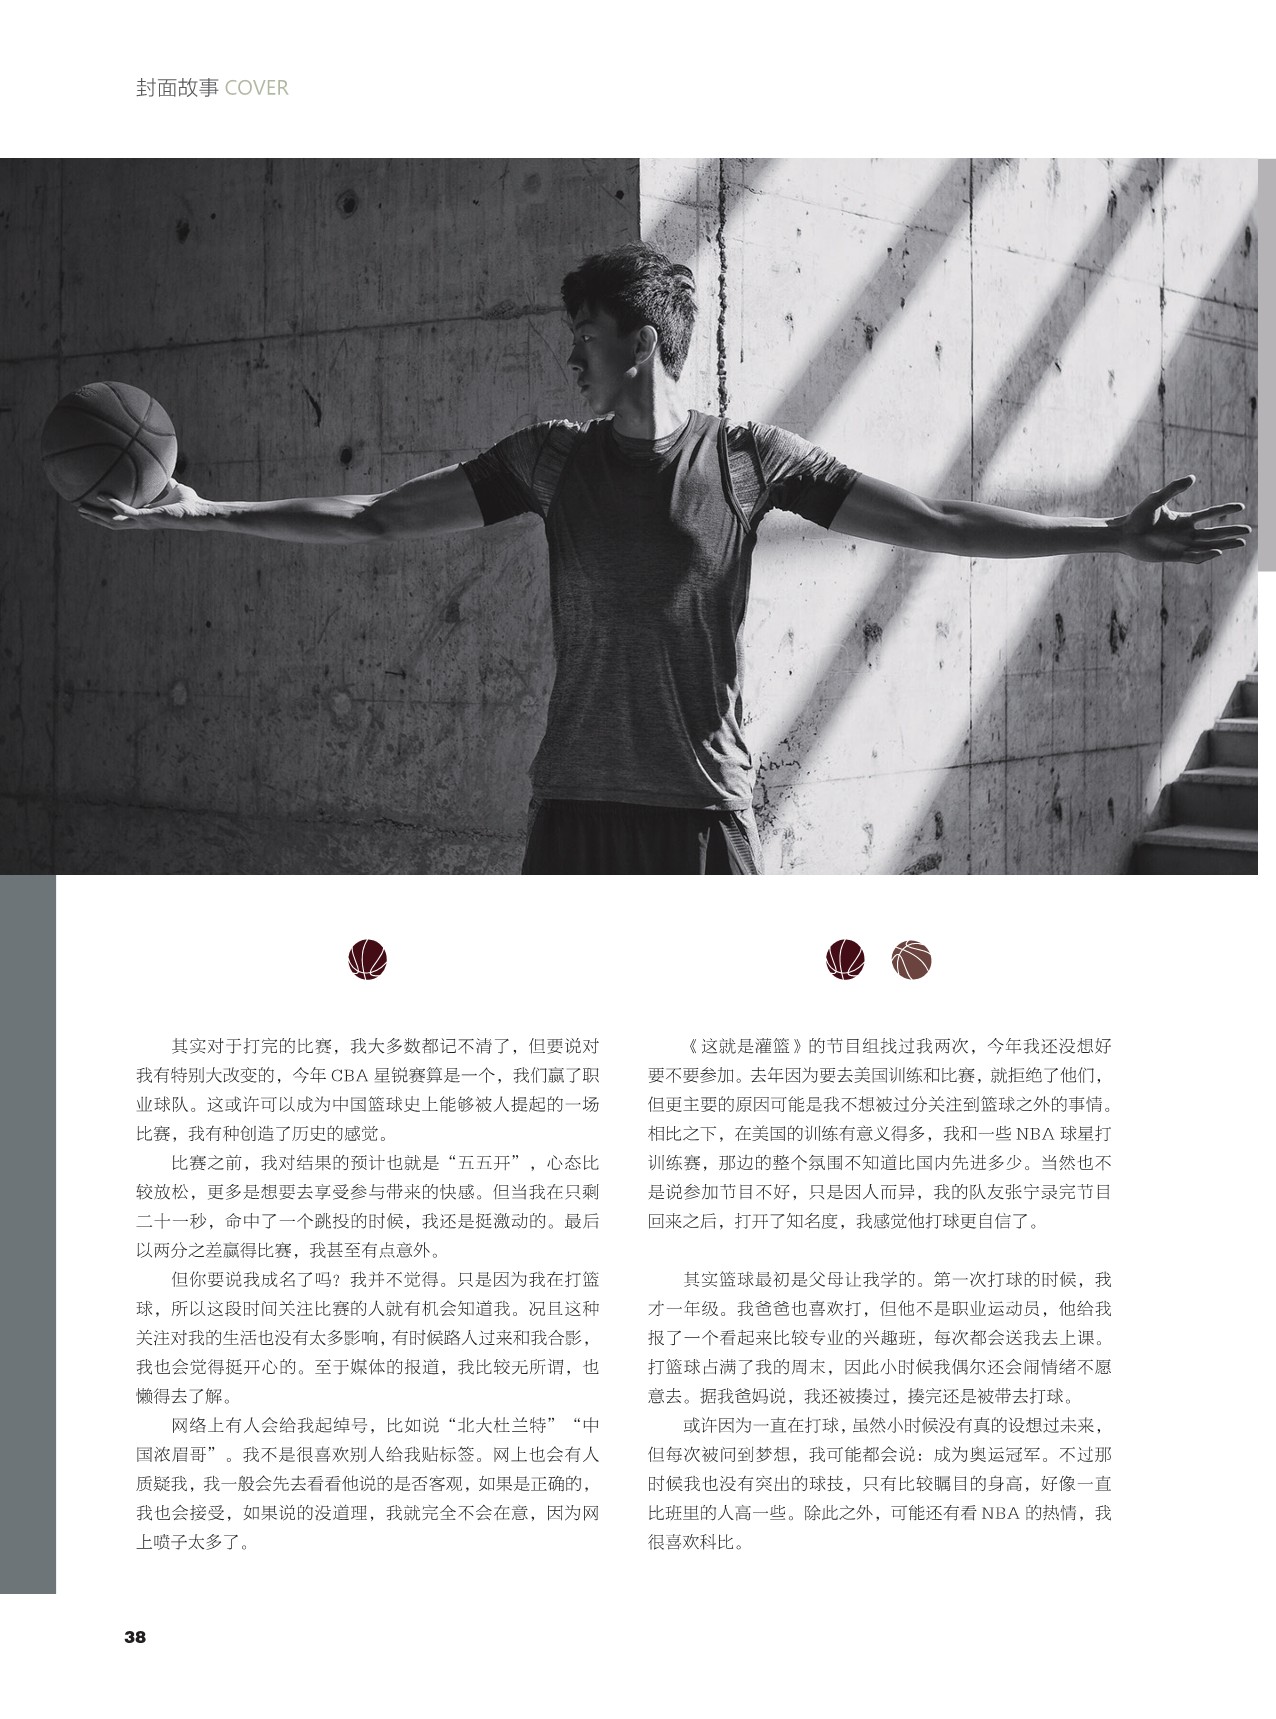 封面故事 COVER
其实对于打完的比赛，我大多数都记不清了，但要说对
我有特别大改变的，今年 CBA 星锐赛算是一个，我们赢了职
业球队。这或许可以成为中国篮球史上能够被人提起的一场
比赛，我有种创造了历史的感觉。
比赛之前，我对结果的预计也就是“五五开”，心态比
较放松，更多是想要去享受参与带来的快感。但当我在只剩
二十一秒，命中了一个跳投的时候，我还是挺激动的。最后
以两分之差赢得比赛，我甚至有点意外。
但你要说我成名了吗？我并不觉得。只是因为我在打篮
球，所以这段时间关注比赛的人就有机会知道我。况且这种
关注对我的生活也没有太多影响，有时候路人过来和我合影，
我也会觉得挺开心的。至于媒体的报道，我比较无所谓，也
懒得去了解。
网络上有人会给我起绰号，比如说“北大杜兰特”“中
国浓眉哥”。我不是很喜欢别人给我贴标签。网上也会有人
质疑我，我一般会先去看看他说的是否客观，如果是正确的，
我也会接受，如果说的没道理，我就完全不会在意，因为网
上喷子太多了。
《这就是灌篮》的节目组找过我两次，今年我还没想好
要不要参加。去年因为要去美国训练和比赛，就拒绝了他们，
但更主要的原因可能是我不想被过分关注到篮球之外的事情。
相比之下，在美国的训练有意义得多，我和一些 NBA 球星打
训练赛，那边的整个氛围不知道比国内先进多少。当然也不
是说参加节目不好，只是因人而异，我的队友张宁录完节目
回来之后，打开了知名度，我感觉他打球更自信了。
其实篮球最初是父母让我学的。第一次打球的时候，我
才一年级。我爸爸也喜欢打，但他不是职业运动员，他给我
报了一个看起来比较专业的兴趣班，每次都会送我去上课。
打篮球占满了我的周末，因此小时候我偶尔还会闹情绪不愿
意去。据我爸妈说，我还被揍过，揍完还是被带去打球。
或许因为一直在打球，虽然小时候没有真的设想过未来，
但每次被问到梦想，我可能都会说：成为奥运冠军。不过那
时候我也没有突出的球技，只有比较瞩目的身高，好像一直
比班里的人高一些。除此之外，可能还有看 NBA 的热情，我
很喜欢科比。
38